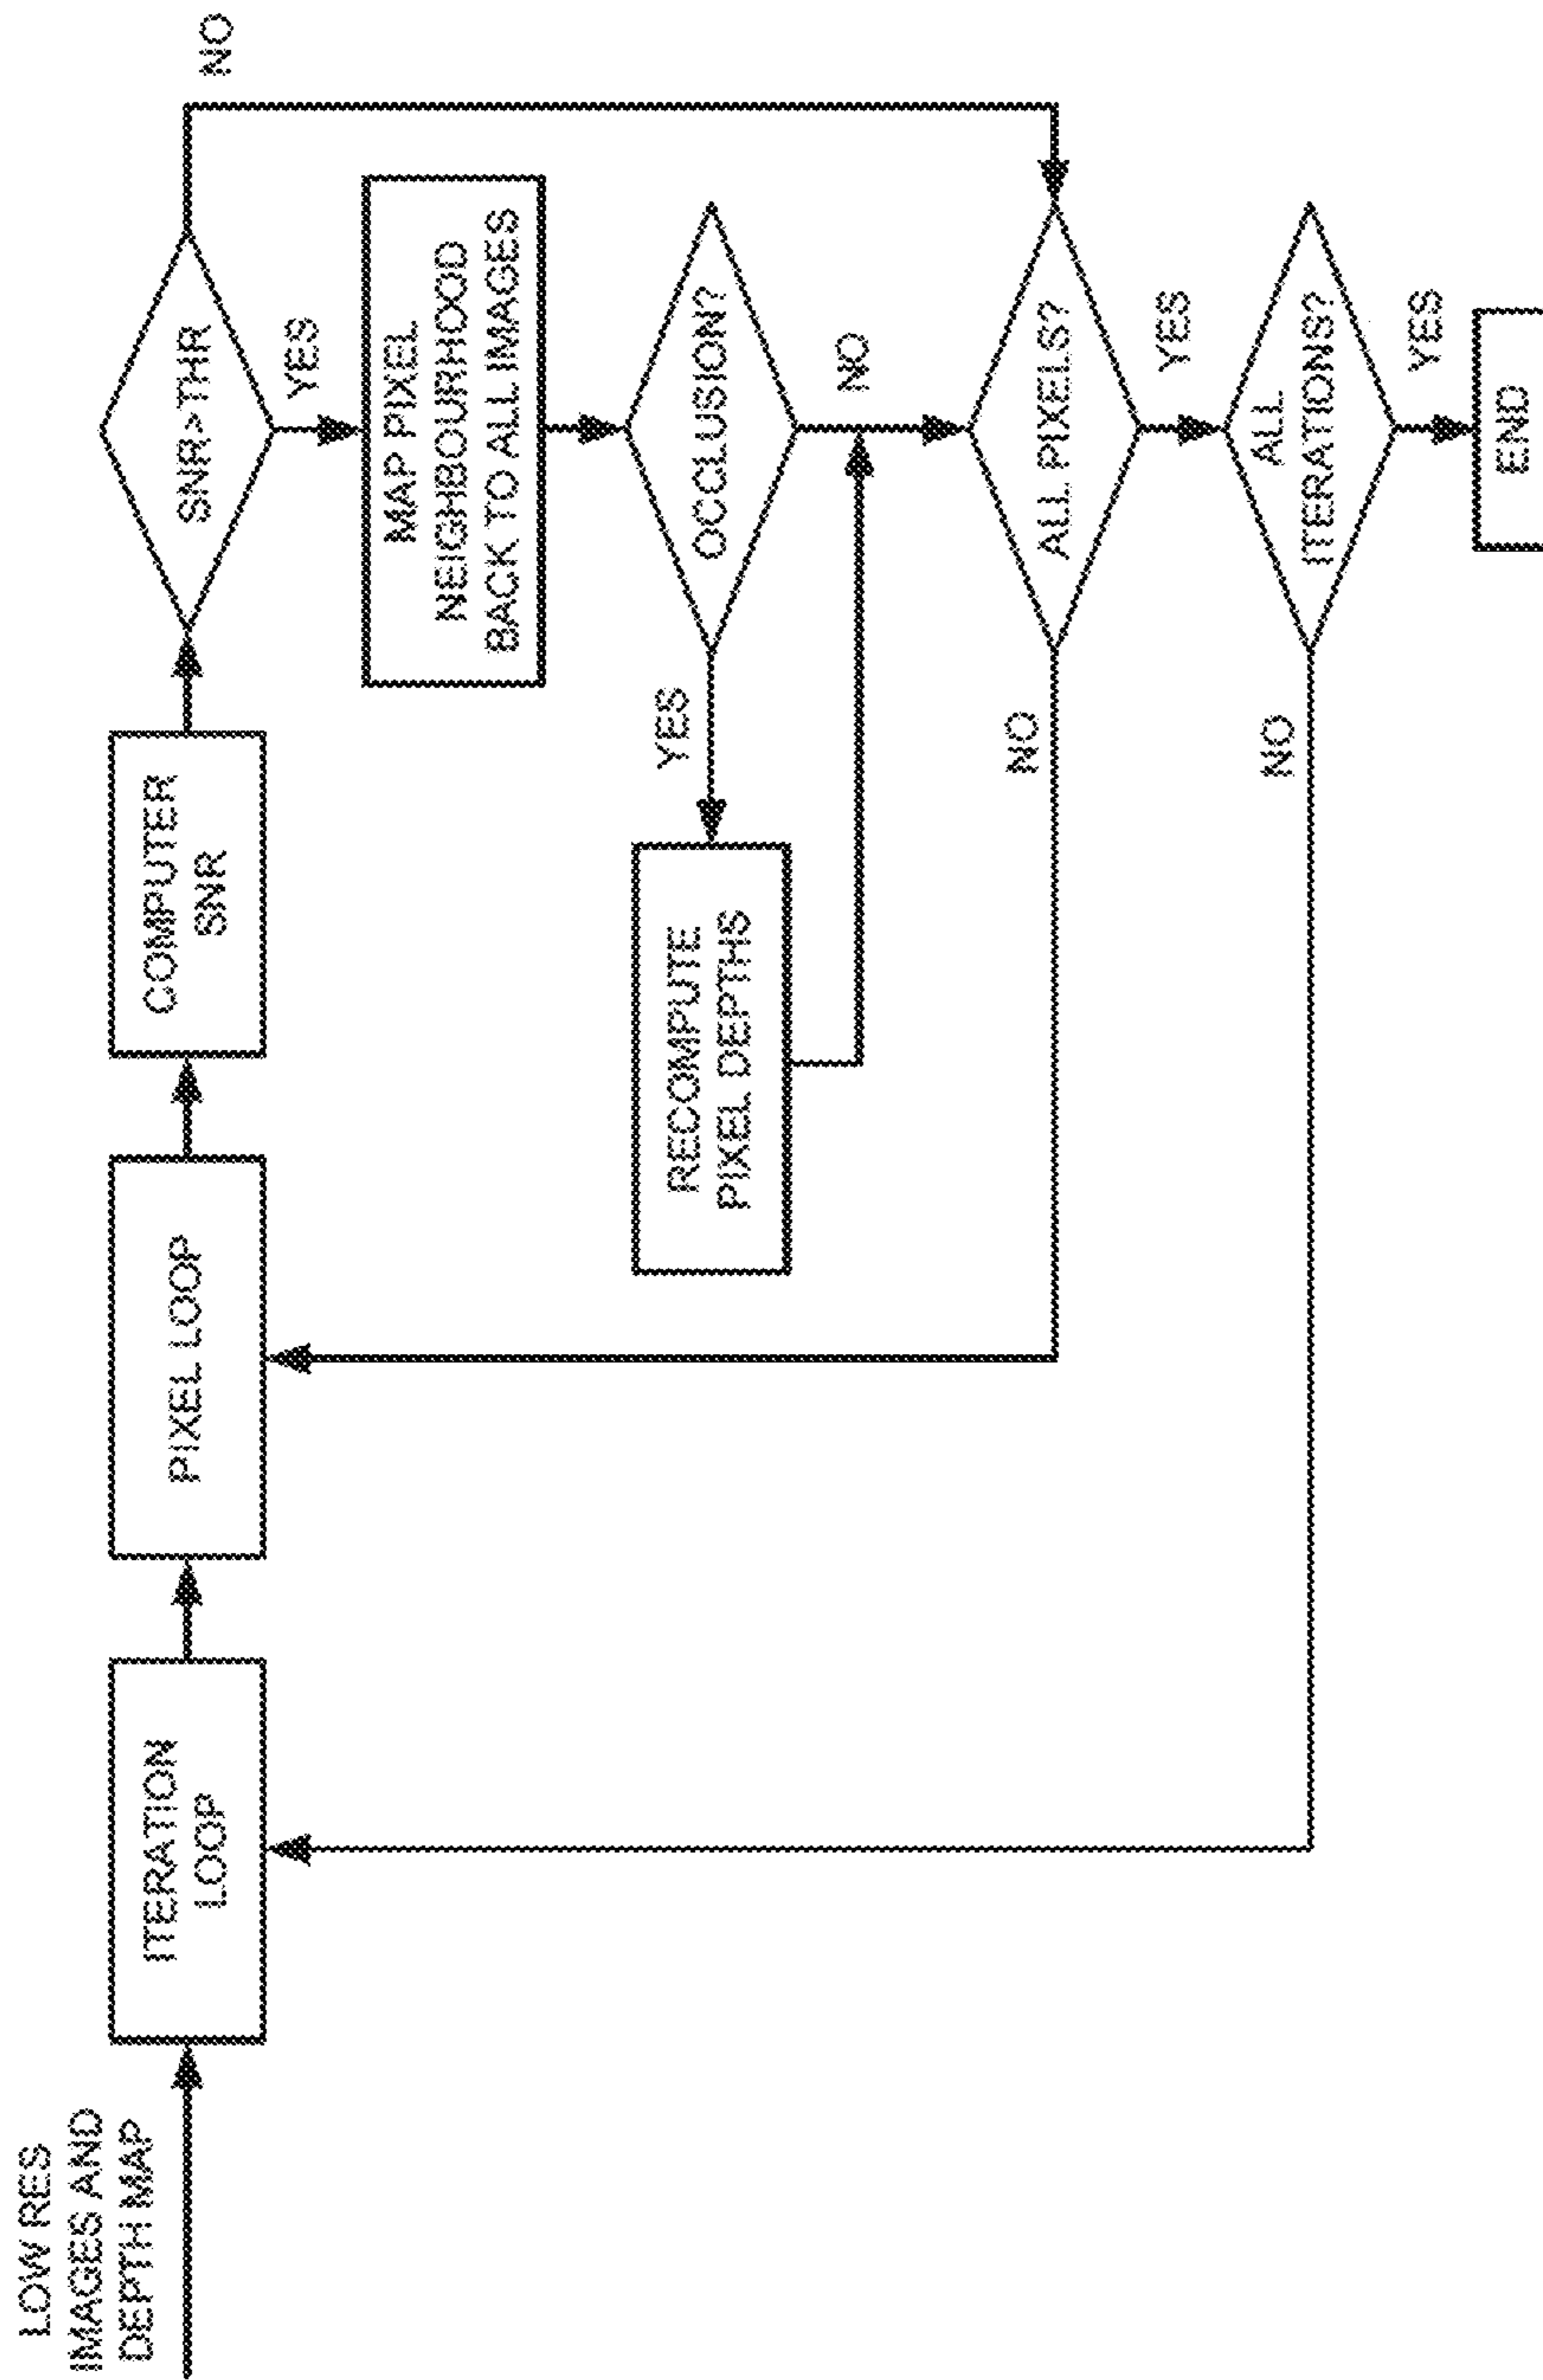 LOW RES
IMAGES AND
DEPTH MAP
ITERATION
LOOP
PIXEL LOOP
COMPUTER
SNR
SNR>THR
NO
YES
MAP PIXEL
NEIGHBOURHOOD
BACK TO ALL IMAGES
OCCLUSION?
YES
RECOMPUTE
PIXEL DEPTHS
NO
ALL PIXELS?
NO
YES
ALL
ITERATIONS?
NO
YES
END